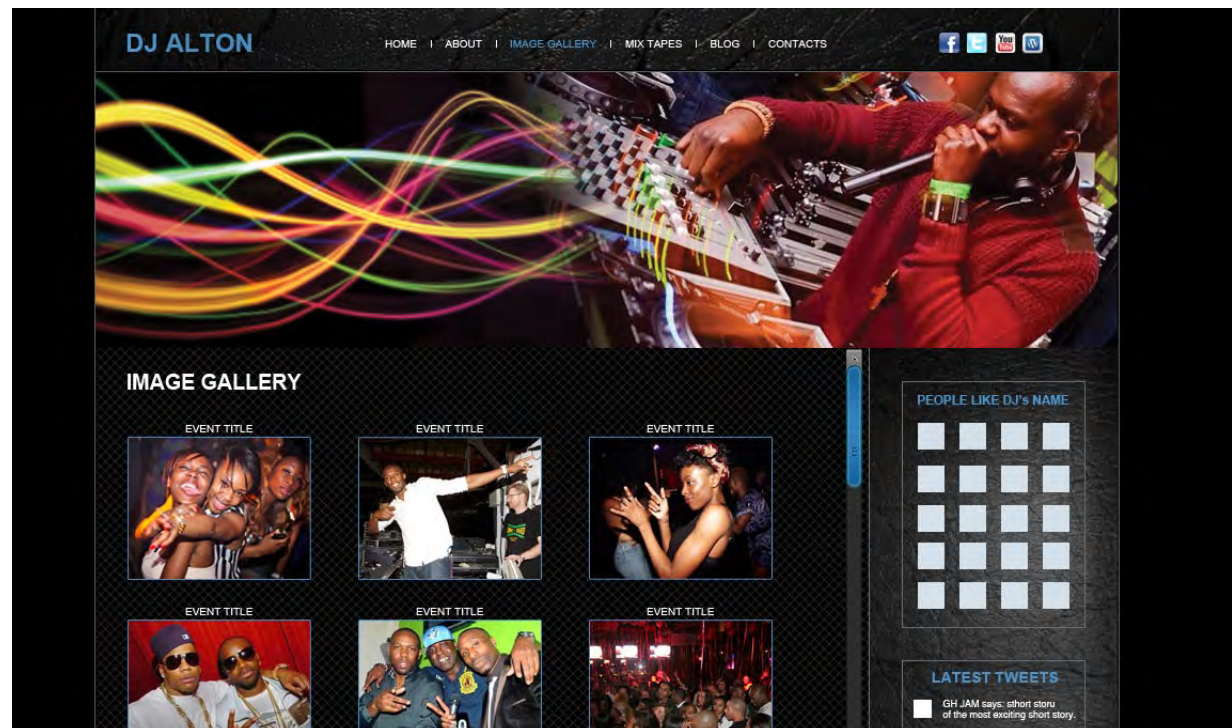 DJ ALTON
HOME I ABOUT I IMAGE GALLERY I MIX TAPES I BLOG I CONTACTS
You
Tube
IMAGE GALLERY
EVENT TITLE
EVENT TITLE
EVENT TITLE
EVENT TITLE
EVENT TITLE
EVENT TITLE
PEOPLE LIKE DJ's NAME
LATEST TWEETS
GH JAM says: sthort storu
of the most exciting short story.